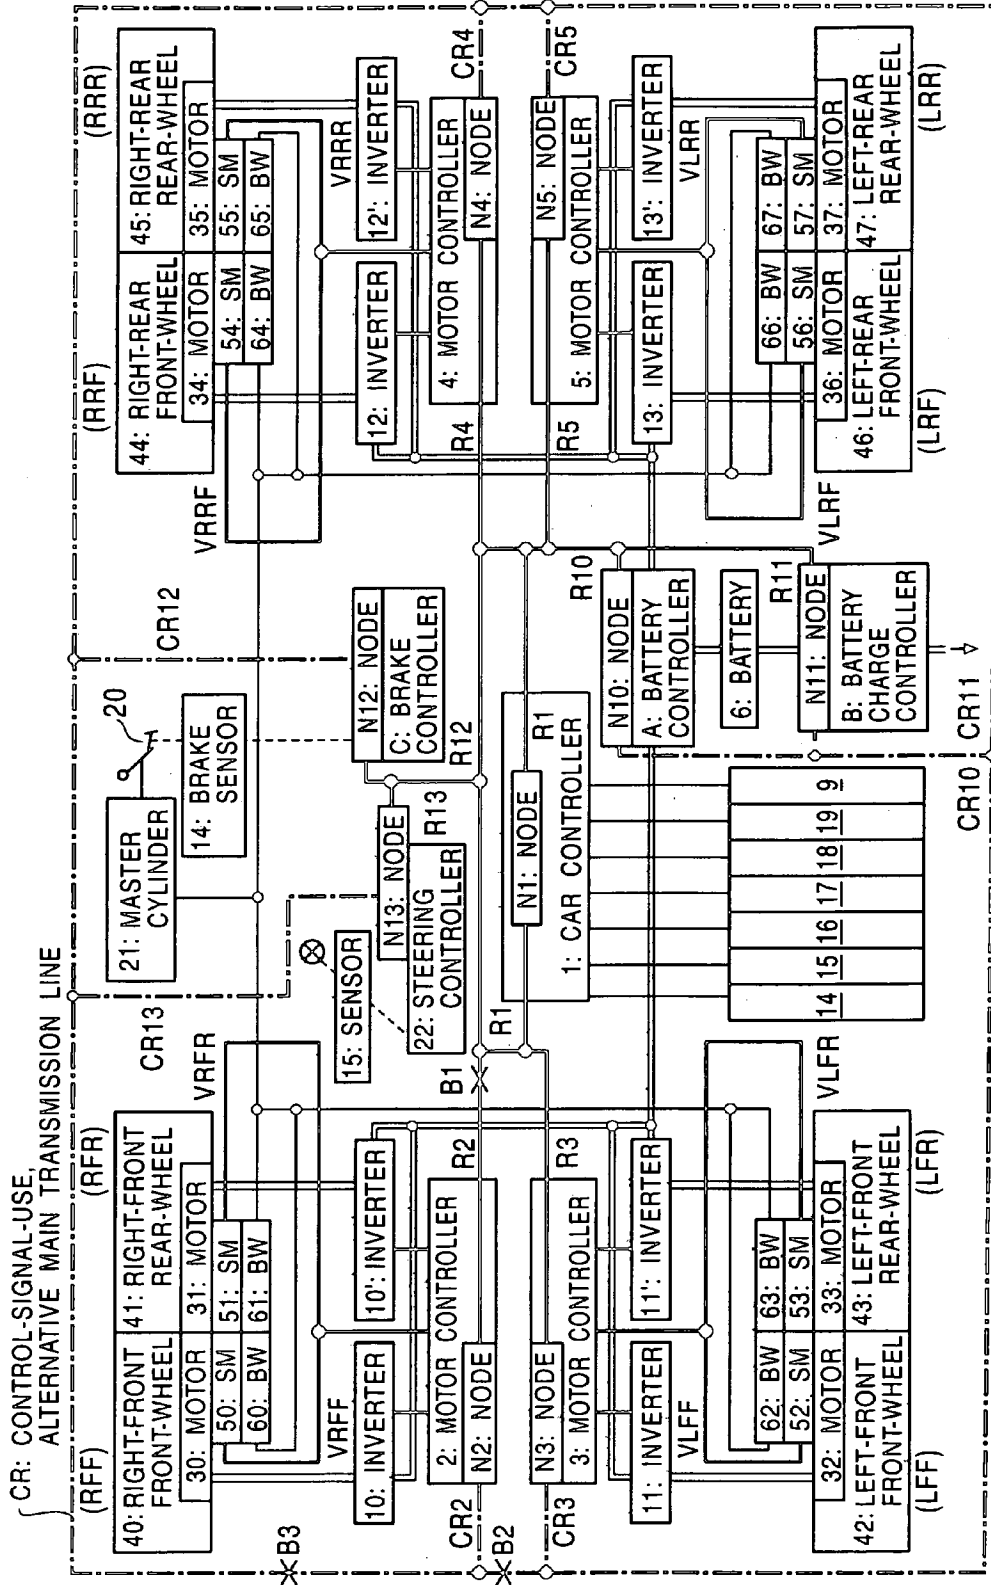 CR: CONTROL-SIGNAL-USE,
ALTERNATIVE MAIN TRANSMISSION LINE
(RFF)
(RFR)
(RRF)
(RRR)
40: RIGHT-FRONT
FRONT-WHEEL
41: RIGHT-FRONT
REAR-WHEEL
30: MOTOR
31: MOTOR
50: SM
51: SM
60: BW
61: BW
CR13
VRFR
VRFF
10: INVERTER
10': INVERTER
2: MOTOR CONTROLLER
N2: NODE
R2
CR2
B3
B2
B1
R1
N3: NODE
3: MOTOR CONTROLLER
R3
CR3
11: INVERTER
11': INVERTER
VLFF
VLFR
62: BW
63: BW
52: SM
53: SM
32: MOTOR
33: MOTOR
42: LEFT-FRONT
FRONT-WHEEL
43: LEFT-FRONT
REAR-WHEEL
(LFF)
(LFR)
21: MASTER
CYLINDER
20
14: BRAKE
SENSOR
CR12
15: SENSOR
N13: NODE
22: STEERING
CONTROLLER
R13
N12: NODE
C: BRAKE
CONTROLLER
R12
N1: NODE
R1
1: CAR CONTROLLER
14
15
16
17
18
19
9
N10: NODE
A: BATTERY
CONTROLLER
R10
6: BATTERY
R11
N11: NODE
B: BATTERY
CHARGE
CONTROLLER
CR10
CR11
44: RIGHT-REAR
FRONT-WHEEL
45: RIGHT-REAR
REAR-WHEEL
34: MOTOR
35: MOTOR
54: SM
55: SM
64: BW
65: BW
VRRF
VRRR
12: INVERTER
12': INVERTER
4: MOTOR CONTROLLER
N4: NODE
R4
CR4
N5: NODE
5: MOTOR CONTROLLER
R5
CR5
13: INVERTER
13': INVERTER
VLRR
VLRF
66: BW
67: BW
56: SM
57: SM
36: MOTOR
37: MOTOR
46: LEFT-REAR
FRONT-WHEEL
47: LEFT-REAR
REAR-WHEEL
(LRF)
(LRR)